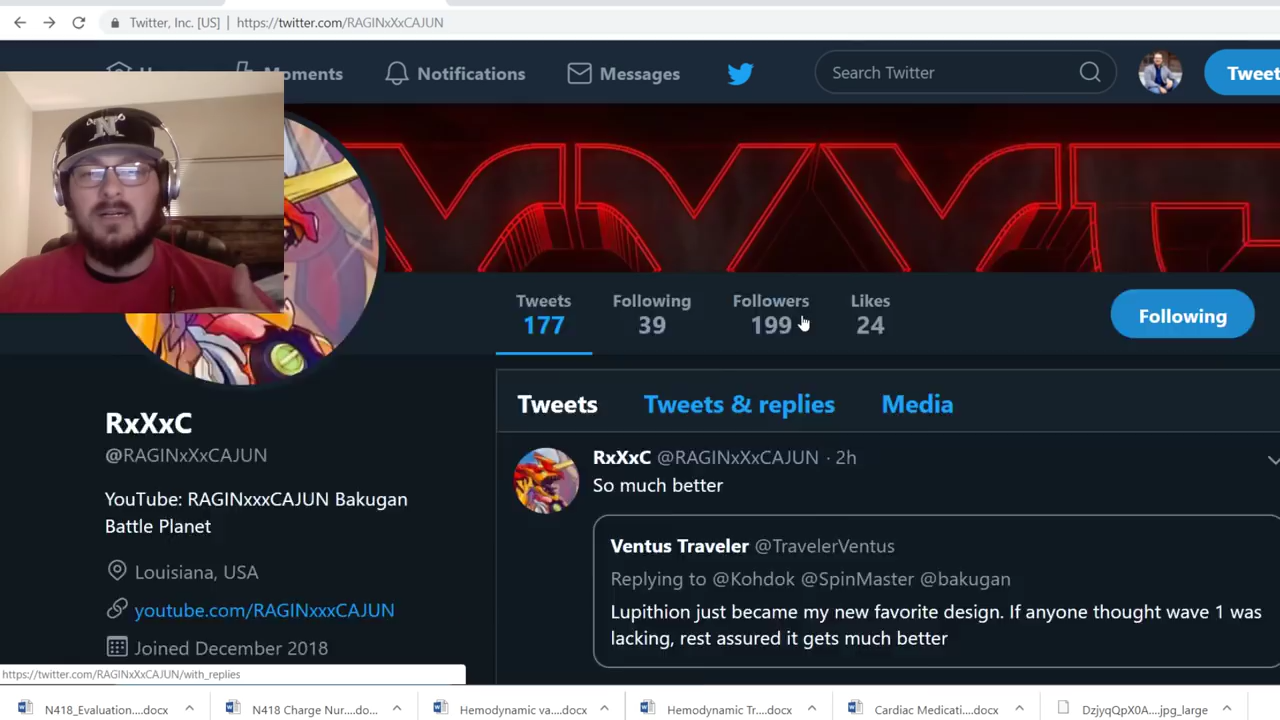 Twitter, Inc. [US] | https://twitter.com/RAGINxXxCAJUN
Moments
Notifications
Messages
Search Twitter
Tweet
N
XXXC
Tweets
Following
Followers
Likes
177
39
199
24
Following
RxXxC
@RAGINxXxCAJUN
YouTube: RAGINxxxCAJUN Bakugan
Battle Planet
Louisiana, USA
youtube.com/RAGINxxxCAJUN
Joined December 2018
Tweets
Tweets & replies
Media
RxXxC @RAGINxXxCAJUN · 2h
So much better
Ventus Traveler @TravelerVentus
Replying to @Kohdok @SpinMaster @bakugan
Lupithion just became my new favorite design. If anyone thought wave 1 was
lacking, rest assured it gets much better
https://twitter.com/RAGINxXxCAJUN/with_replies
N418_Evaluation....docx
N418 Charge Nur....docx
Hemodynamic va....docx
Hemodynamic Tr....docx
Cardiac Medicati....docx
DzjyqQpX0A....jpg_large